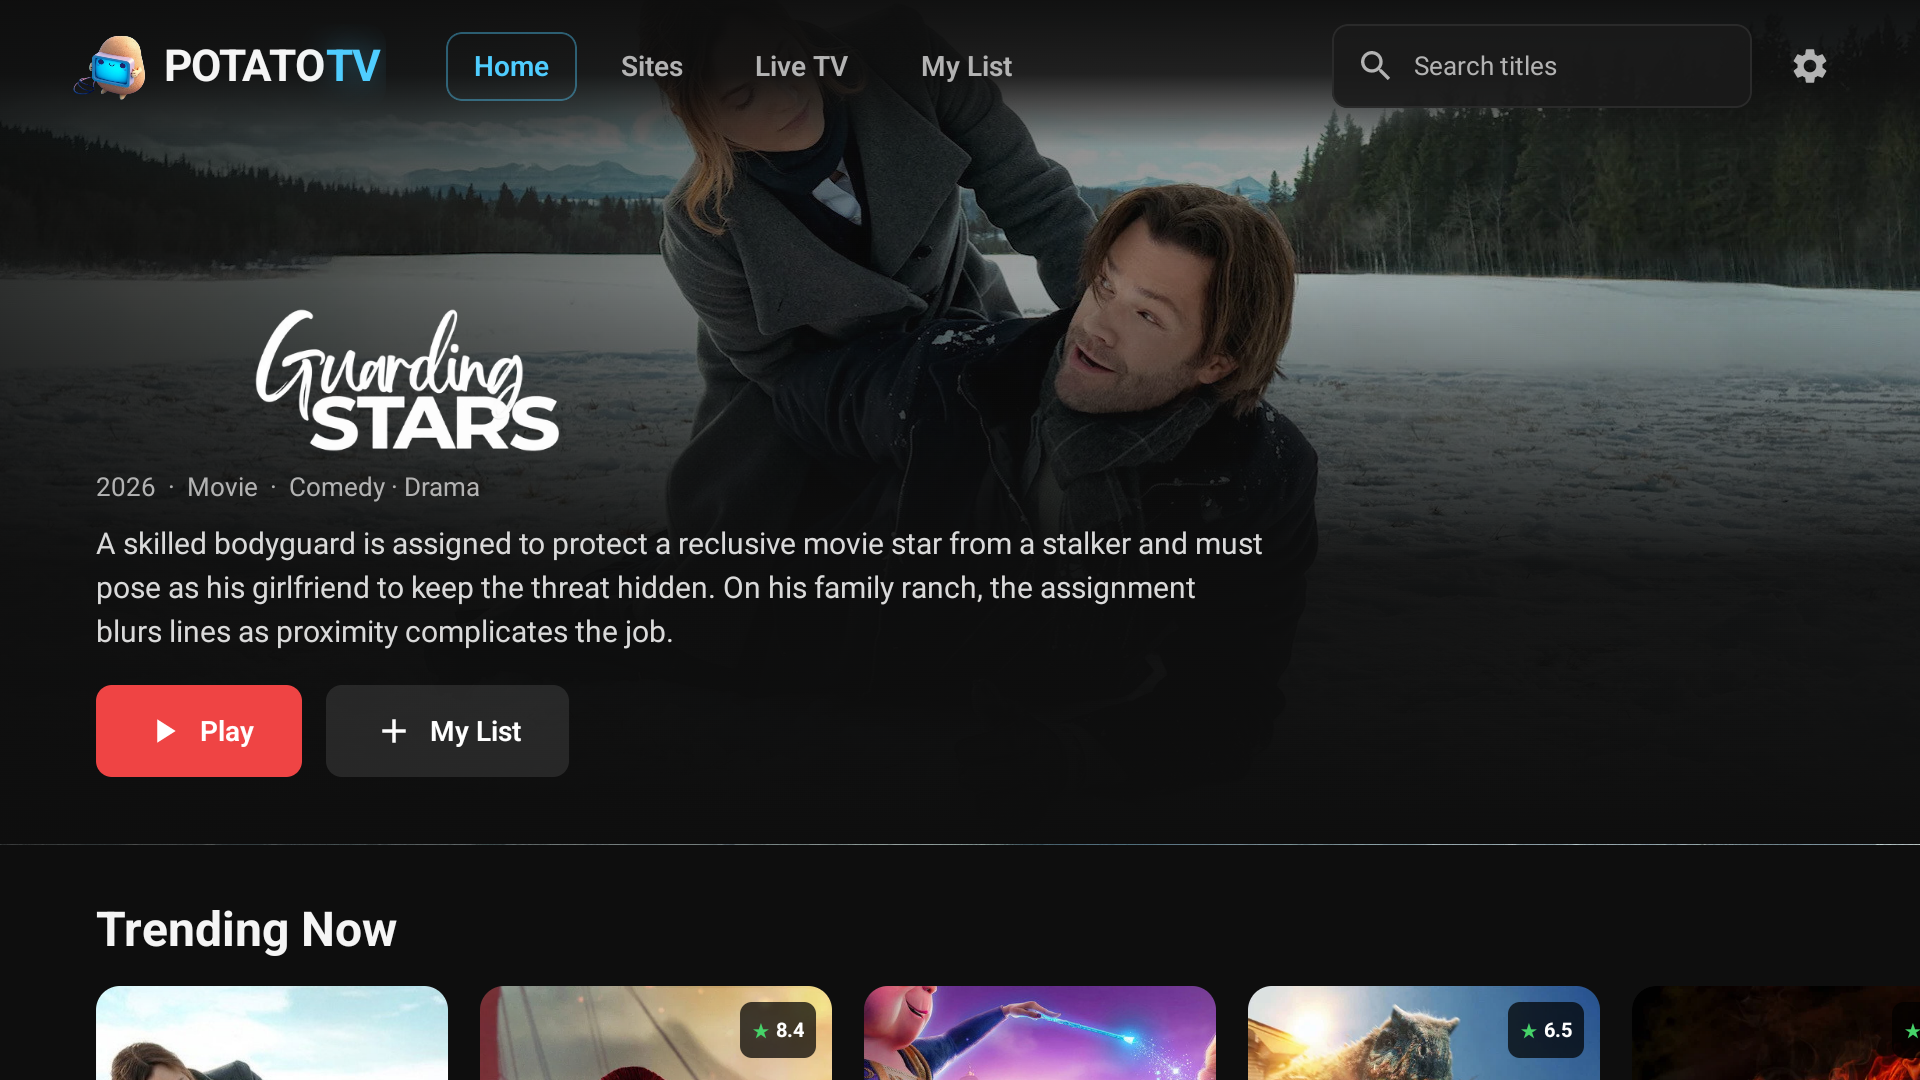 POTATOTV
Home
Sites
Live TV
My List
Search titles
Guarding
STARS
2026 · Movie · Comedy · Drama
A skilled bodyguard is assigned to protect a reclusive movie star from a stalker and must
pose as his girlfriend to keep the threat hidden. On his family ranch, the assignment
blurs lines as proximity complicates the job.
Play
My List
Trending Now
8.4
6.5